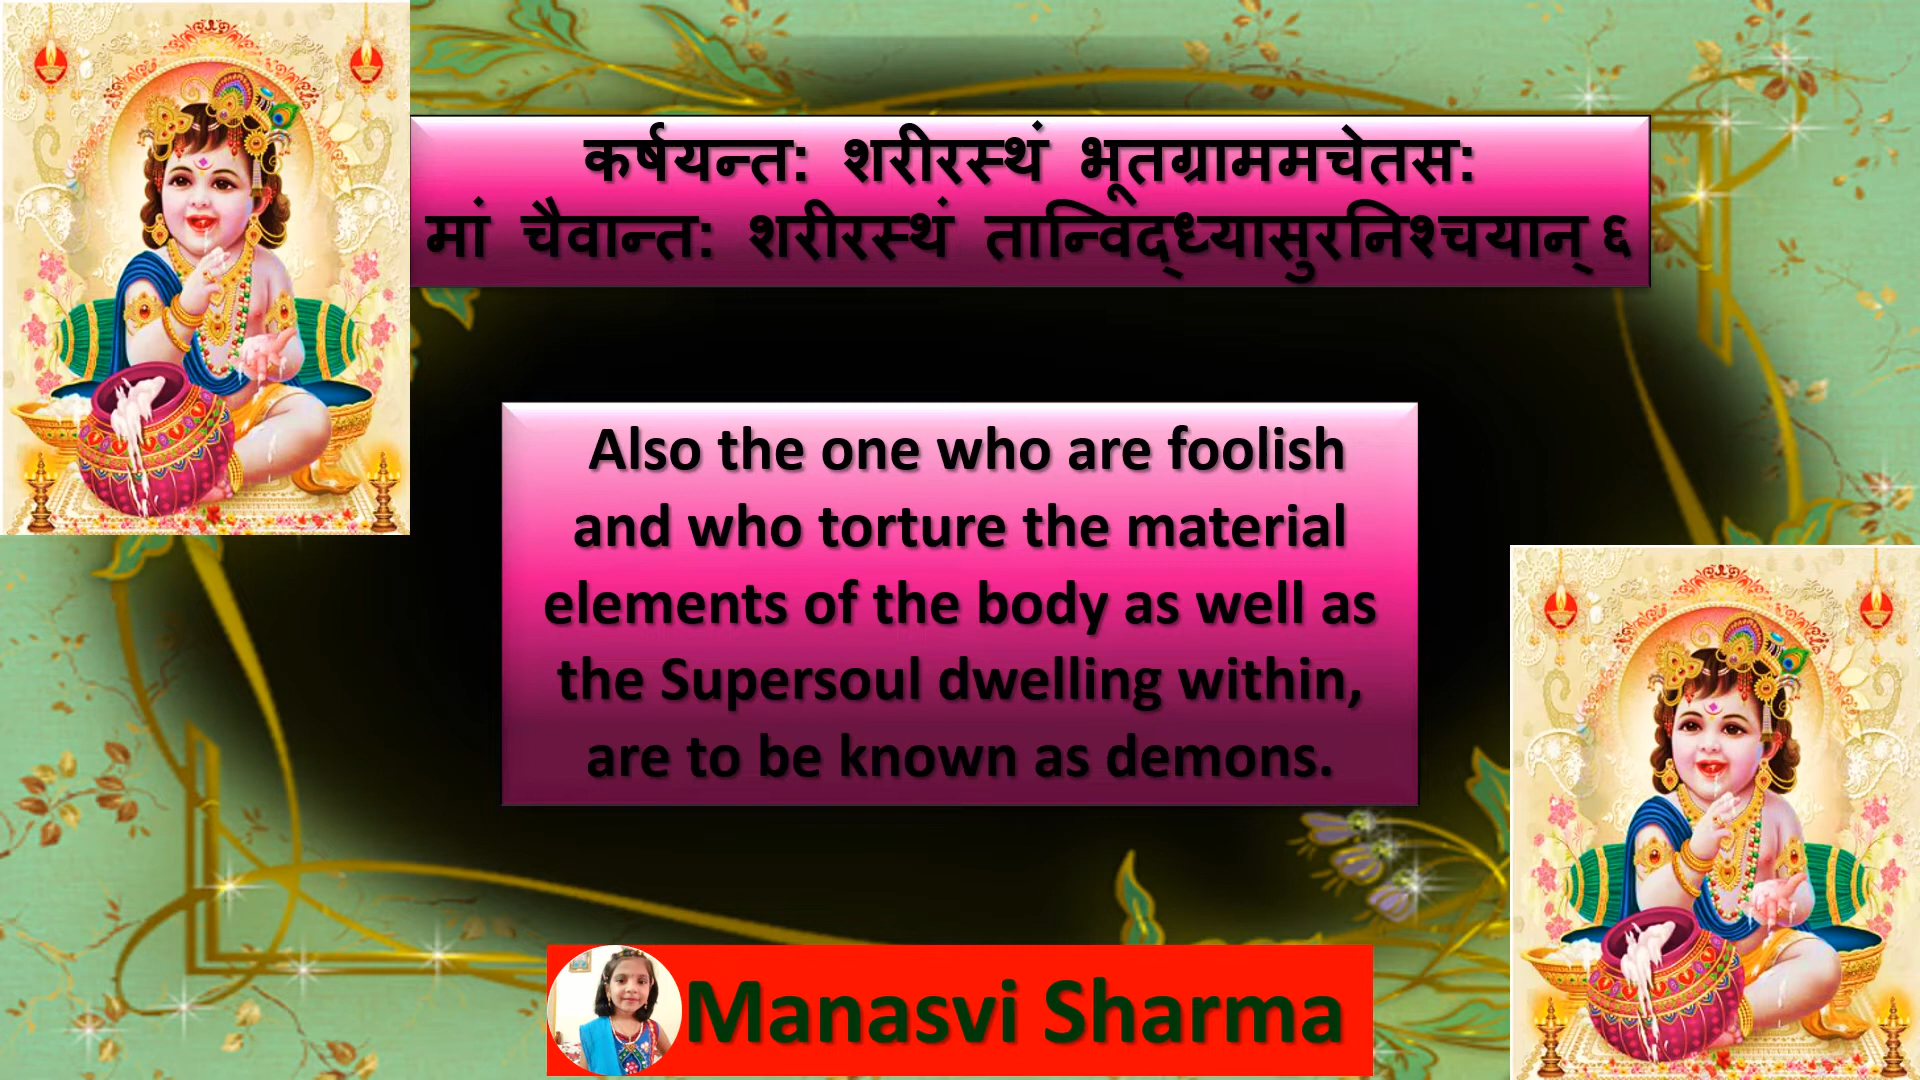 कर्षयन्त: शरीरस्थं भूतग्राममचेतस:
मां चैवान्त: शरीरस्थं तान्विद्ध्यासुरनिश्चयान् ६
Also the one who are foolish
and who torture the material
elements of the body as well as
the Supersoul dwelling within,
are to be known as demons.
Manasvi Sharma